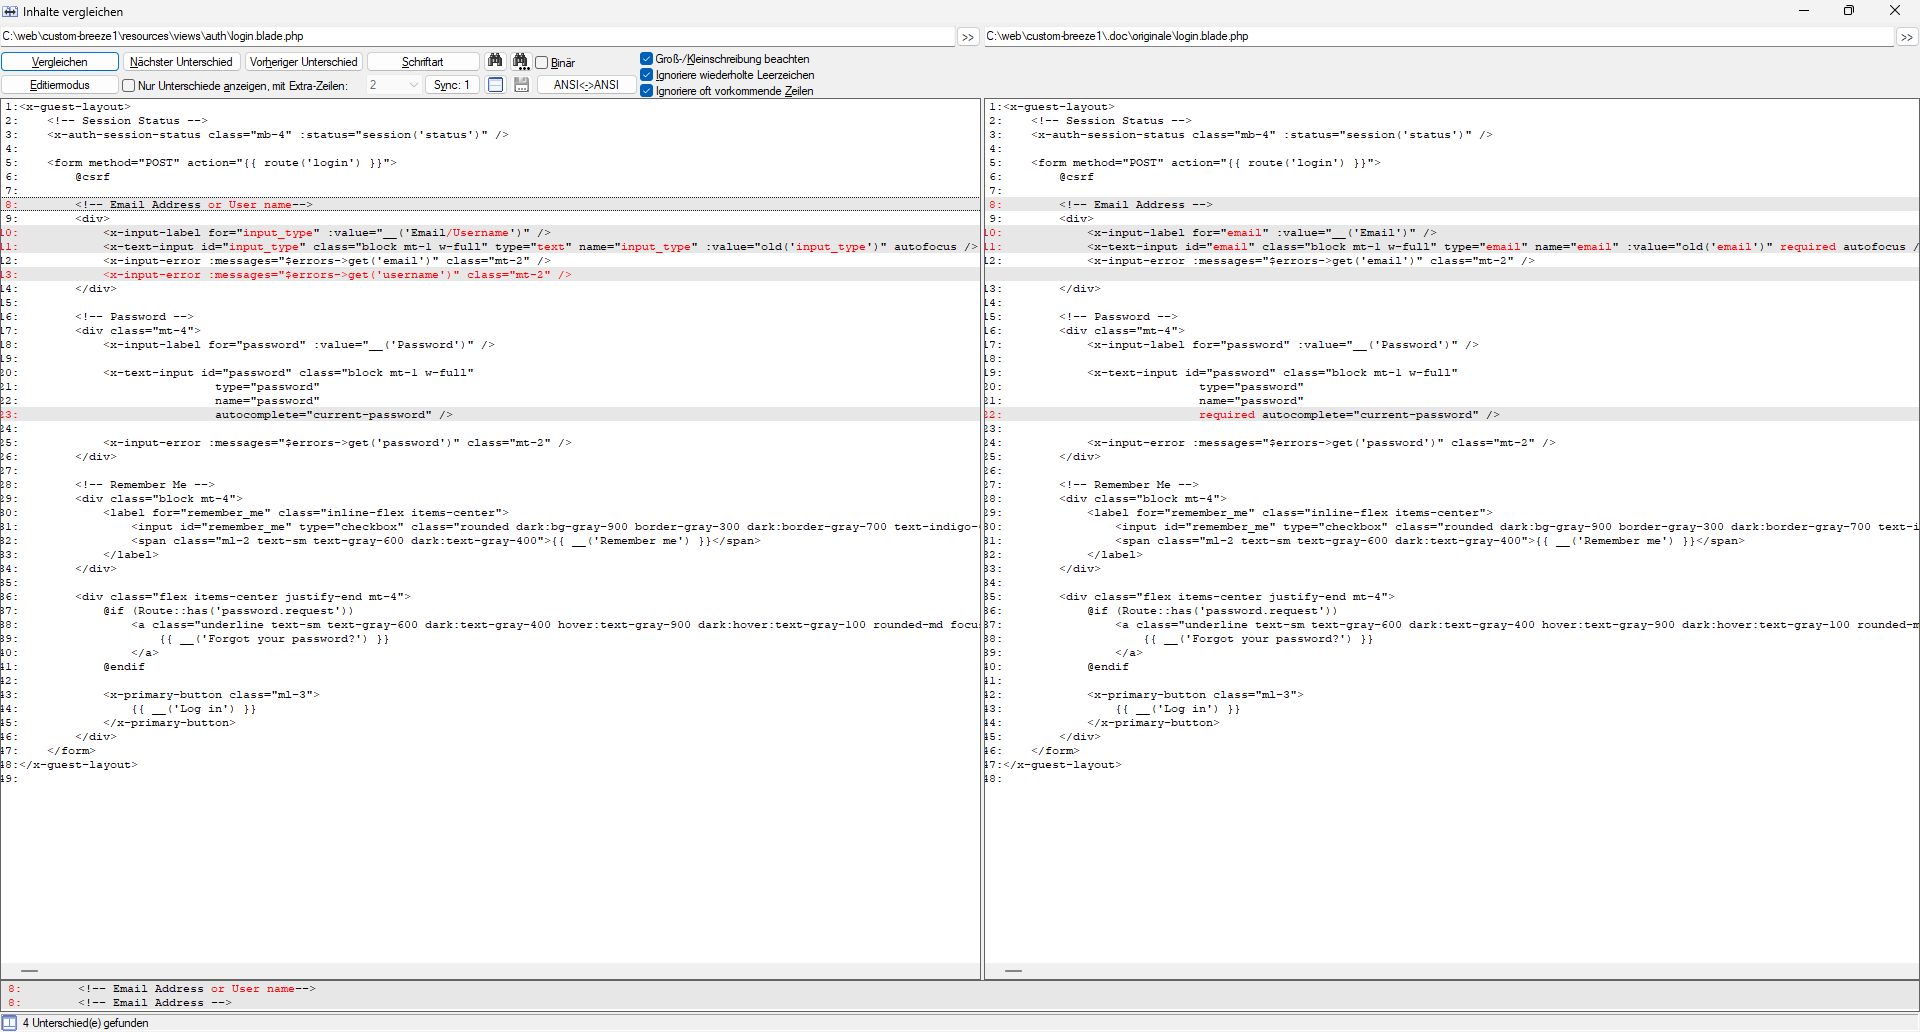 Inhalte vergleichen
C:\web\custom-breeze1\resources\views\auth\login.blade.php
>>
C:\web\custom-breeze1\.doc\originale\login.blade.php
>>
Vergleichen
Nächster Unterschied
Vorheriger Unterschied
Schriftart
Binär
Groß-/Kleinschreibung beachten
Ignoriere wiederholte Leerzeichen
Editiermodus
Nur Unterschiede anzeigen, mit Extra-Zeilen:
2
Sync: 1
ANSI<->ANSI
Ignoriere oft vorkommende Zeilen
1:<x-guest-layout>
2:    <!-- Session Status -->
3:    <x-auth-session-status class="mb-4" :status="session('status')" />
4:
5:    <form method="POST" action="{{ route('login') }}">
6:        @csrf
7:
8:        <!-- Email Address or User name-->
9:        <div>
10:            <x-input-label for="input_type" :value="__('Email/Username')" />
11:            <x-text-input id="input_type" class="block mt-1 w-full" type="text" name="input_type" :value="old('input_type')" autofocus />
12:            <x-input-error :messages="$errors->get('email')" class="mt-2" />
13:            <x-input-error :messages="$errors->get('username')" class="mt-2" />
14:        </div>
15:
16:        <!-- Password -->
17:        <div class="mt-4">
18:            <x-input-label for="password" :value="__('Password')" />
19:
20:            <x-text-input id="password" class="block mt-1 w-full"
21:                            type="password"
22:                            name="password"
23:                            autocomplete="current-password" />
24:
25:            <x-input-error :messages="$errors->get('password')" class="mt-2" />
26:        </div>
27:
28:        <!-- Remember Me -->
29:        <div class="block mt-4">
30:            <label for="remember_me" class="inline-flex items-center">
31:                <input id="remember_me" type="checkbox" class="rounded dark:bg-gray-900 border-gray-300 dark:border-gray-700 text-indigo-
32:                <span class="ml-2 text-sm text-gray-600 dark:text-gray-400">{{ __('Remember me') }}</span>
33:            </label>
34:        </div>
35:
36:        <div class="flex items-center justify-end mt-4">
37:            @if (Route::has('password.request'))
38:                <a class="underline text-sm text-gray-600 dark:text-gray-400 hover:text-gray-900 dark:hover:text-gray-100 rounded-md focu
39:                    {{ __('Forgot your password?') }}
40:                </a>
41:            @endif
42:
43:            <x-primary-button class="ml-3">
44:                {{ __('Log in') }}
45:            </x-primary-button>
46:        </div>
47:    </form>
48:</x-guest-layout>
49:
1:<x-guest-layout>
2:    <!-- Session Status -->
3:    <x-auth-session-status class="mb-4" :status="session('status')" />
4:
5:    <form method="POST" action="{{ route('login') }}">
6:        @csrf
7:
8:        <!-- Email Address -->
9:        <div>
10:            <x-input-label for="email" :value="__('Email')" />
11:            <x-text-input id="email" class="block mt-1 w-full" type="email" name="email" :value="old('email')" required autofocus /
12:            <x-input-error :messages="$errors->get('email')" class="mt-2" />
13:        </div>
14:
15:        <!-- Password -->
16:        <div class="mt-4">
17:            <x-input-label for="password" :value="__('Password')" />
18:
19:            <x-text-input id="password" class="block mt-1 w-full"
20:                            type="password"
21:                            name="password"
22:                            required autocomplete="current-password" />
23:
24:            <x-input-error :messages="$errors->get('password')" class="mt-2" />
25:        </div>
26:
27:        <!-- Remember Me -->
28:        <div class="block mt-4">
29:            <label for="remember_me" class="inline-flex items-center">
30:                <input id="remember_me" type="checkbox" class="rounded dark:bg-gray-900 border-gray-300 dark:border-gray-700 text-i
31:                <span class="ml-2 text-sm text-gray-600 dark:text-gray-400">{{ __('Remember me') }}</span>
32:            </label>
33:        </div>
34:
35:        <div class="flex items-center justify-end mt-4">
36:            @if (Route::has('password.request'))
37:                <a class="underline text-sm text-gray-600 dark:text-gray-400 hover:text-gray-900 dark:hover:text-gray-100 rounded-m
38:                    {{ __('Forgot your password?') }}
39:                </a>
40:            @endif
41:
42:            <x-primary-button class="ml-3">
43:                {{ __('Log in') }}
44:            </x-primary-button>
45:        </div>
46:    </form>
47:</x-guest-layout>
48:
8:        <!-- Email Address or User name-->
8:        <!-- Email Address -->
4 Unterschied(e) gefunden